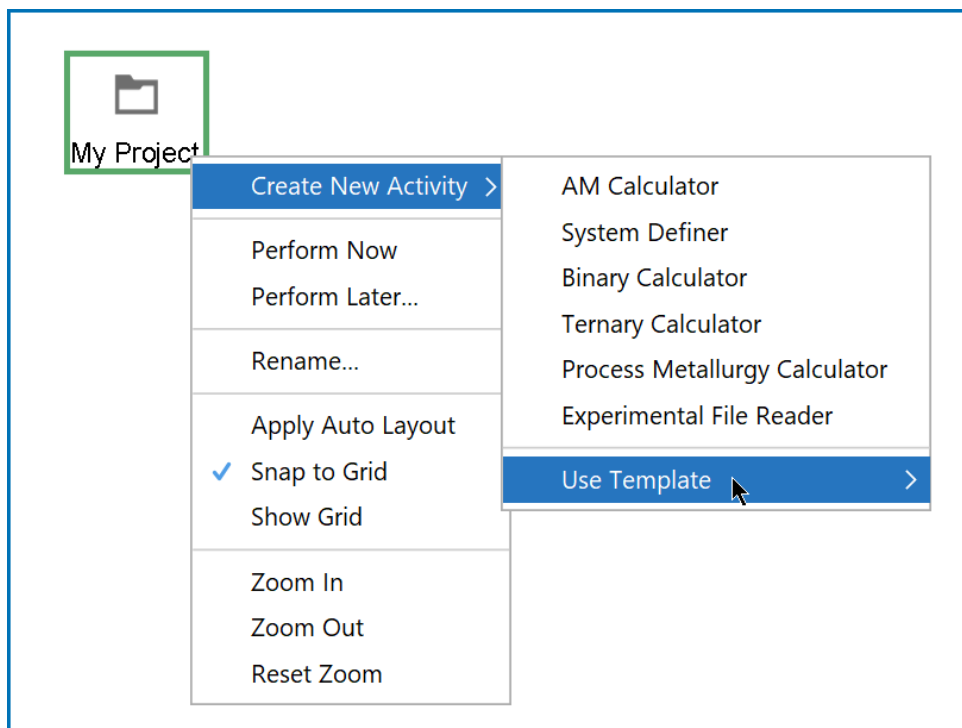 My Project
Create New Activity
Perform Now
Perform Later...
Rename...
Apply Auto Layout
Snap to Grid
Show Grid
Zoom In
Zoom Out
Reset Zoom
AM Calculator
System Definer
Binary Calculator
Ternary Calculator
Process Metallurgy Calculator
Experimental File Reader
Use Template